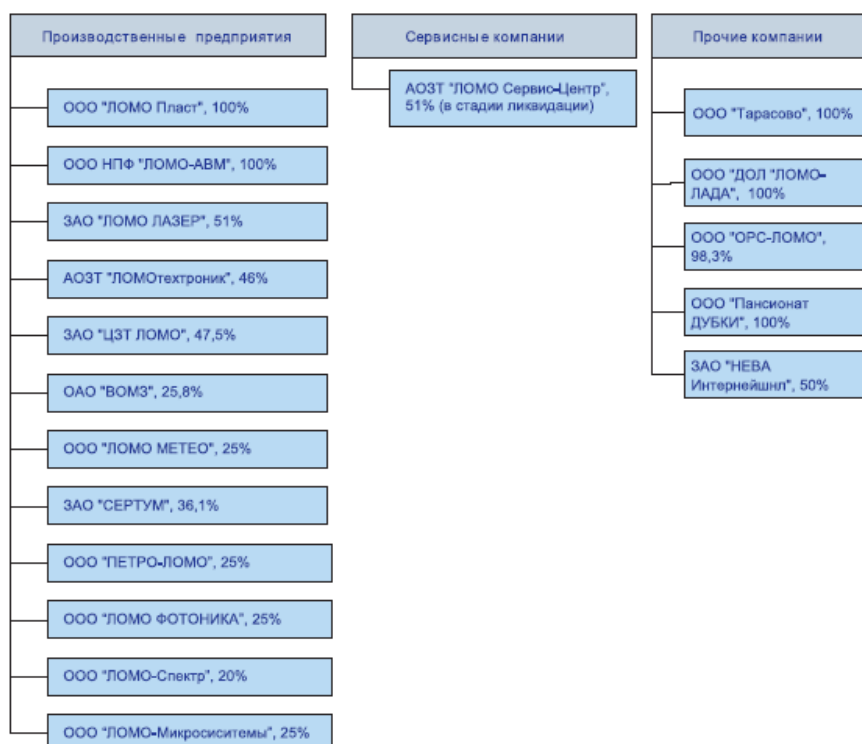 Производственные предприятия
ООО "ЛОМО Пласт", 100%
ООО НПФ "ЛОМО-АВМ", 100%
ЗАО "ЛОМО ЛАЗЕР", 51%
АОЗТ "ЛОМОтехтроник", 46%
ЗАО "ЦЗТ ЛОМО", 47,5%
ОАО "ВОМЗ", 25,8%
ООО "ЛОМО МЕТЕО", 25%
ЗАО "СЕРТУМ", 36,1%
ООО "ПЕТРО-ЛОМО", 25%
ООО "ЛОМО ФОТОНИКА", 25%
ООО "ЛОМО-Спектр", 20%
ООО "ЛОМО-Микросиситемы", 25%
Сервисные компании
АОЗТ "ЛОМО Сервис-Центр",
51% (в стадии ликвидации)
Прочие компании
ООО "Тарасово", 100%
ООО "ДОЛ "ЛОМО-
ЛАДА", 100%
ООО "ОРС-ЛОМО",
98,3%
ООО "Пансионат
ДУБКИ", 100%
ЗАО "НЕВА
Интернейшнл", 50%